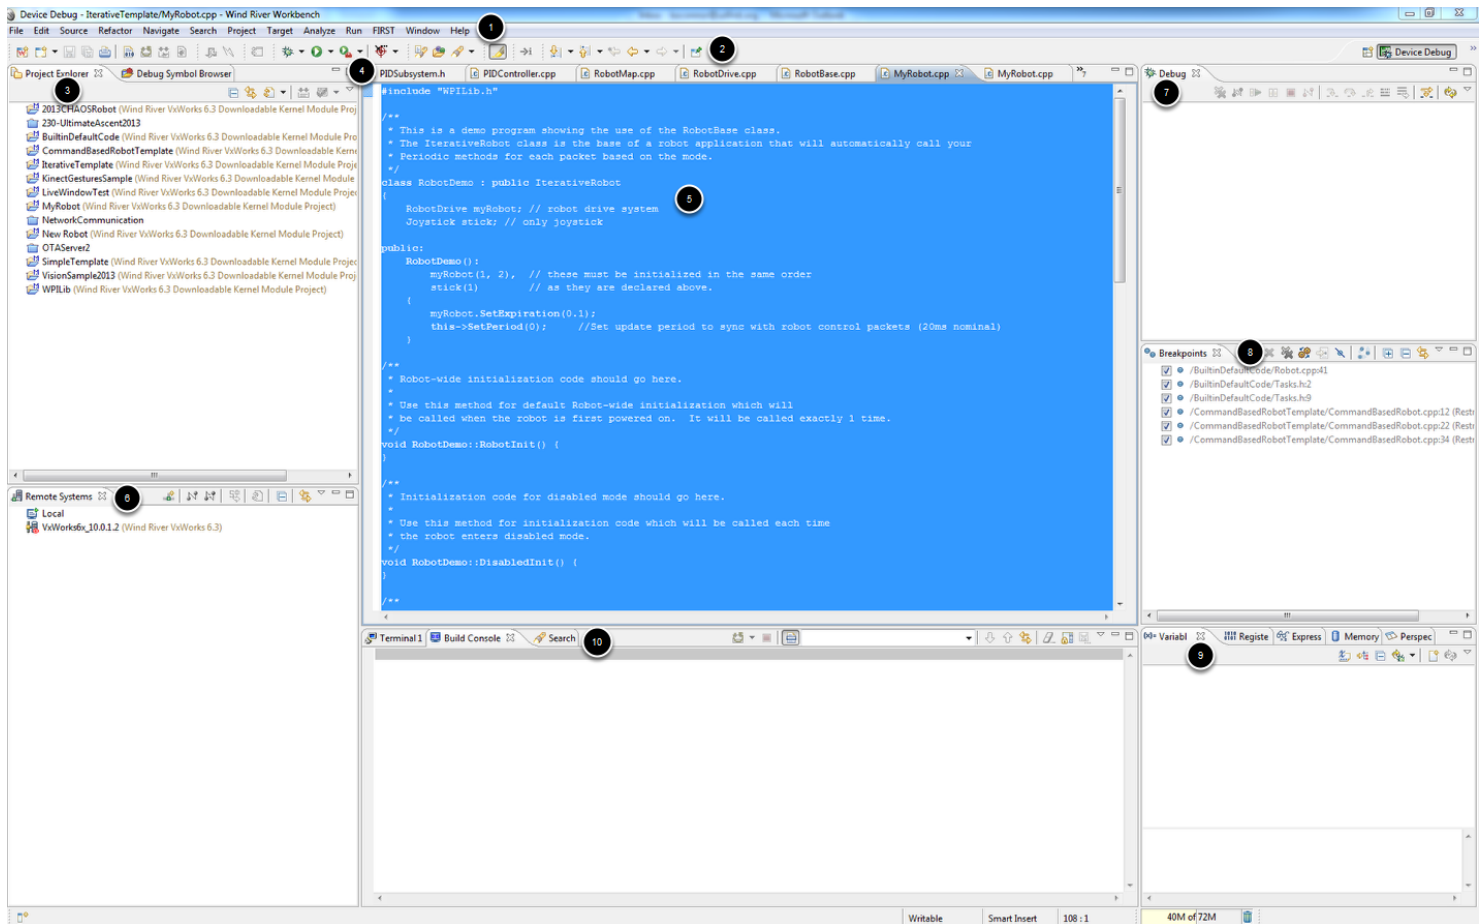 Device Debug - IterativeTemplate/MyRobot.cpp - Wind River Workbench
File Edit Source Refactor Navigate Search Project Target Analyze Run FIRST Window Help
1
2
Device Debug
Project Explorer
Debug Symbol Browser
3
2013CHAOSRobot (Wind River VxWorks 6.3 Downloadable Kernel Module Proj
230-UltimateAscent2013
BuiltinDefaultCode (Wind River VxWorks 6.3 Downloadable Kernel Module Pro
CommandBasedRobotTemplate (Wind River VxWorks 6.3 Downloadable Kerne
IterativeTemplate (Wind River VxWorks 6.3 Downloadable Kernel Module Proje
KinectGesturesSample (Wind River VxWorks 6.3 Downloadable Kernel Module
LiveWindowTest (Wind River VxWorks 6.3 Downloadable Kernel Module Projec
MyRobot (Wind River VxWorks 6.3 Downloadable Kernel Module Project)
NetworkCommunication
New Robot (Wind River VxWorks 6.3 Downloadable Kernel Module Project)
OTAServer2
SimpleTemplate (Wind River VxWorks 6.3 Downloadable Kernel Module Projec
VisionSample2013 (Wind River VxWorks 6.3 Downloadable Kernel Module Proj
WPILib (Wind River VxWorks 6.3 Downloadable Kernel Module Project)
Remote Systems
6
Local
VxWorks6x_10.0.1.2 (Wind River VxWorks 6.3)
4
PIDSubsystem.h PIDController.cpp RobotMap.cpp RobotDrive.cpp RobotBase.cpp MyRobot.cpp MyRobot.cpp »7
#include "WPILib.h"
/**
* This is a demo program showing the use of the RobotBase class.
* The IterativeRobot class is the base of a robot application that will automatically call your
* Periodic methods for each packet based on the mode.
*/
class RobotDemo : public IterativeRobot
5
{
RobotDrive myRobot; // robot drive system
Joystick stick; // only joystick
public:
RobotDemo():
myRobot(1, 2), // these must be initialized in the same order
stick(1) // as they are declared above.
{
myRobot.SetExpiration(0.1);
this->SetPeriod(0); //Set update period to sync with robot control packets (20ms nominal)
}
/**
* Robot-wide initialization code should go here.
*
* Use this method for default Robot-wide initialization which will
* be called when the robot is first powered on. It will be called exactly 1 time.
*/
void RobotDemo::RobotInit() {
}
/**
* Initialization code for disabled mode should go here.
*
* Use this method for initialization code which will be called each time
* the robot enters disabled mode.
*/
void RobotDemo::DisabledInit() {
}
/**
Terminal 1 Build Console Search
10
Debug
7
Breakpoints
8
/BuiltinDefaultCode/Robot.cpp:41
/BuiltinDefaultCode/Tasks.h:2
/BuiltinDefaultCode/Tasks.h:9
/CommandBasedRobotTemplate/CommandBasedRobot.cpp:12 (Restr
/CommandBasedRobotTemplate/CommandBasedRobot.cpp:22 (Restr
/CommandBasedRobotTemplate/CommandBasedRobot.cpp:34 (Restr
(x)= Variabl Registe Express Memory Perspec
9
Writable Smart Insert 108 : 1 40M of 72M